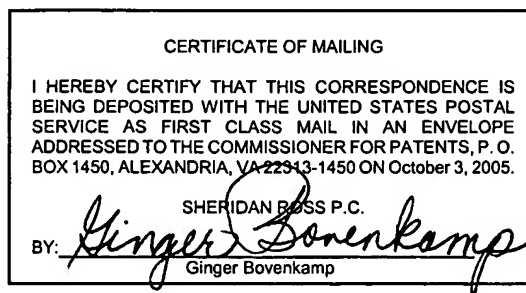 CERTIFICATE OF MAILING
I HEREBY CERTIFY THAT THIS CORRESPONDENCE IS
BEING DEPOSITED WITH THE UNITED STATES POSTAL
SERVICE AS FIRST CLASS MAIL IN AN ENVELOPE
ADDRESSED TO THE COMMISSIONER FOR PATENTS, P. O.
BOX 1450, ALEXANDRIA, VA 22313-1450 ON October 3, 2005.
SHERIDAN ROSS P.C.
BY: Ginger Bovenkamp
Ginger Bovenkamp